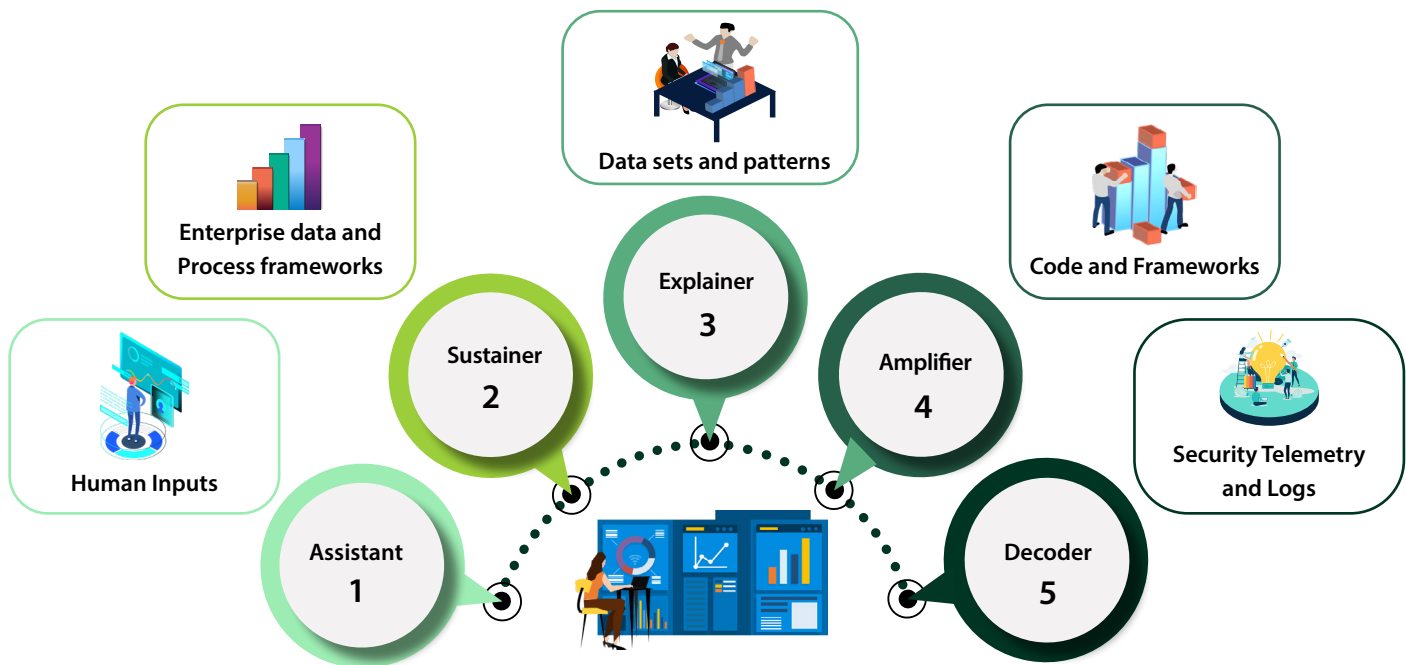 Human Inputs
Assistant
1
Enterprise data and
Process frameworks
Sustainer
2
Data sets and patterns
Explainer
3
Code and Frameworks
Amplifier
4
Security Telemetry
and Logs
Decoder
5